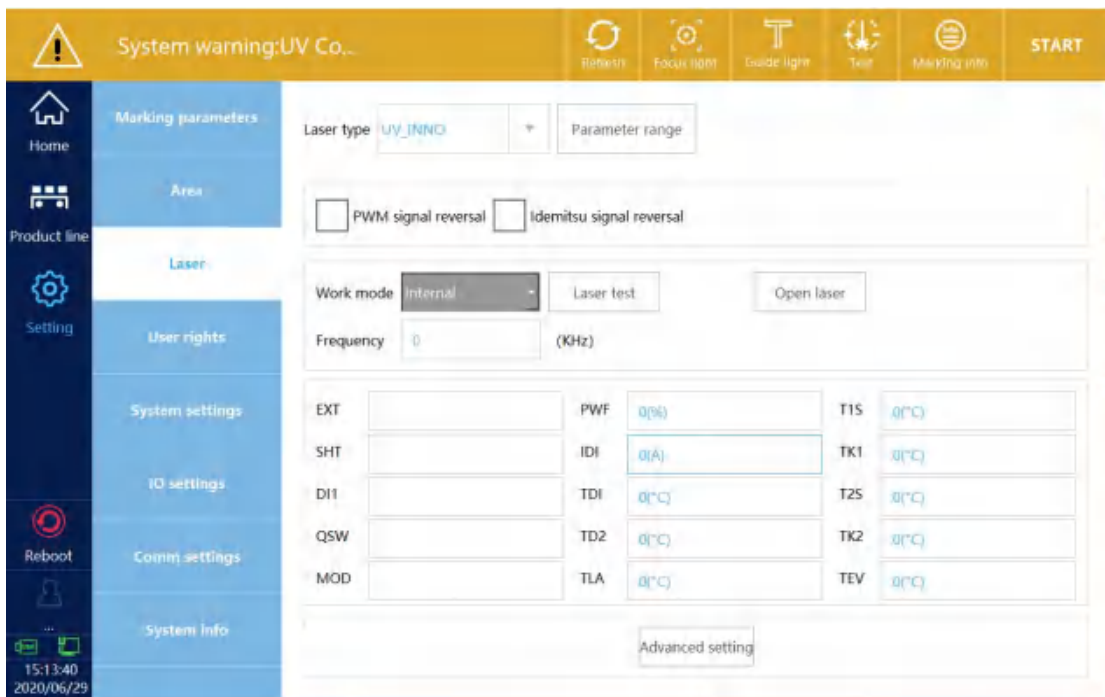 System warning:UV Co...
Refresh
Focus light
Guide light
Test
Marking info
START
Home
Product line
Setting
Reboot
...
15:13:40
2020/06/29
Marking parameters
Area
Laser
User rights
System settings
IO settings
Comm settings
System info
Laser type UV_INNO Parameter range
PWM signal reversal Idemitsu signal reversal
Work mode Internal Laser test Open laser
Frequency 0 (KHz)
EXT PWF 0(%) T1S 0(°C)
SHT IDI 0(A) TK1 0(°C)
DI1 TDI 0(°C) T2S 0(°C)
QSW TD2 0(°C) TK2 0(°C)
MOD TLA 0(°C) TEV 0(°C)
Advanced setting